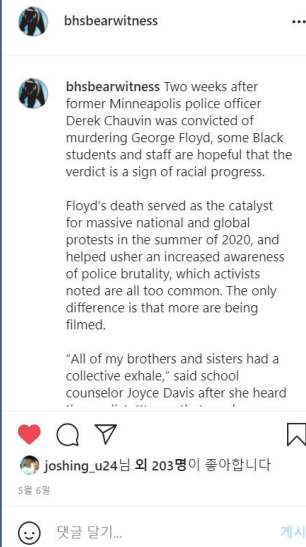 bhsbearwitness
bhsbearwitness Two weeks after
former Minneapolis police officer
Derek Chauvin was convicted of
murdering George Floyd, some Black
students and staff are hopeful that the
verdict is a sign of racial progress.
Floyd's death served as the catalyst
for massive national and global
protests in the summer of 2020, and
helped usher an increased awareness
of police brutality, which activists
noted are all too common. The only
difference is that more are being
filmed.
“All of my brothers and sisters had a
collective exhale,” said school
counselor Joyce Davis after she heard
joshing_u24님 외 203명이 좋아합니다
5월 6일
댓글 달기...
게시